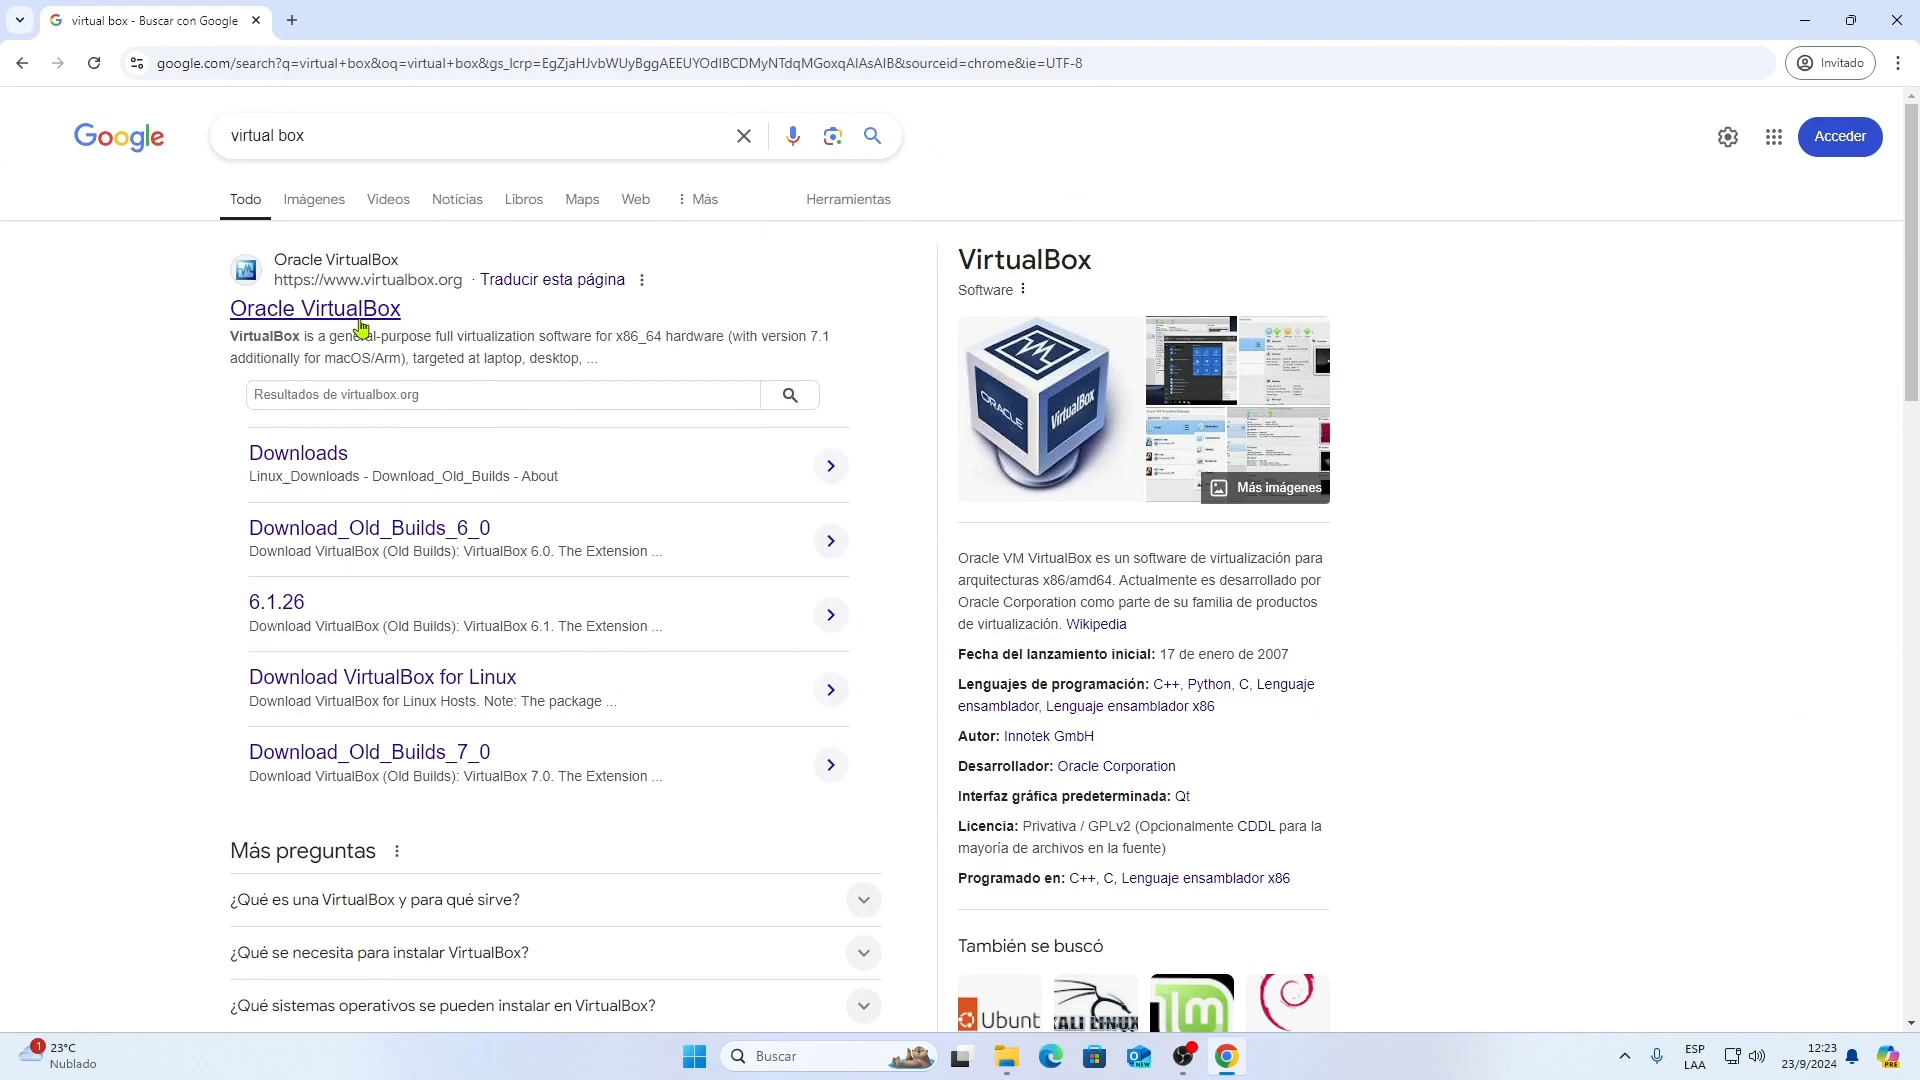 virtual box - Buscar con Google
google.com/search?q=virtual+box&oq=virtual+box&gs_lcrp=EgZjaHJvbWUyBggAEEUYOdIBCDMyNTdqMGoxqAIAsAIB&sourceid=chrome&ie=UTF-8
Invitado
Google
virtual box
Acceder
Todo Imágenes Videos Noticias Libros Maps Web Más Herramientas
Oracle VirtualBox
https://www.virtualbox.org · Traducir esta página
Oracle VirtualBox
VirtualBox is a general-purpose full virtualization software for x86_64 hardware (with version 7.1
additionally for macOS/Arm), targeted at laptop, desktop, ...
Resultados de virtualbox.org
Downloads
Linux_Downloads - Download_Old_Builds - About
Download_Old_Builds_6_0
Download VirtualBox (Old Builds): VirtualBox 6.0. The Extension ...
6.1.26
Download VirtualBox (Old Builds): VirtualBox 6.1. The Extension ...
Download VirtualBox for Linux
Download VirtualBox for Linux Hosts. Note: The package ...
Download_Old_Builds_7_0
Download VirtualBox (Old Builds): VirtualBox 7.0. The Extension ...
Más preguntas
¿Qué es una VirtualBox y para qué sirve?
¿Qué se necesita para instalar VirtualBox?
¿Qué sistemas operativos se pueden instalar en VirtualBox?
VirtualBox
Software
ORACLE
VirtualBox
Más imágenes
Oracle VM VirtualBox es un software de virtualización para
arquitecturas x86/amd64. Actualmente es desarrollado por
Oracle Corporation como parte de su familia de productos
de virtualización. Wikipedia
Fecha del lanzamiento inicial: 17 de enero de 2007
Lenguajes de programación: C++, Python, C, Lenguaje
ensamblador, Lenguaje ensamblador x86
Autor: Innotek GmbH
Desarrollador: Oracle Corporation
Interfaz gráfica predeterminada: Qt
Licencia: Privativa / GPLv2 (Opcionalmente CDDL para la
mayoría de archivos en la fuente)
Programado en: C++, C, Lenguaje ensamblador x86
También se buscó
Ubunt
KALI LINUX
1
23°C
Nublado
Buscar
NEW
ESP
LAA
12:23
23/9/2024
PRE